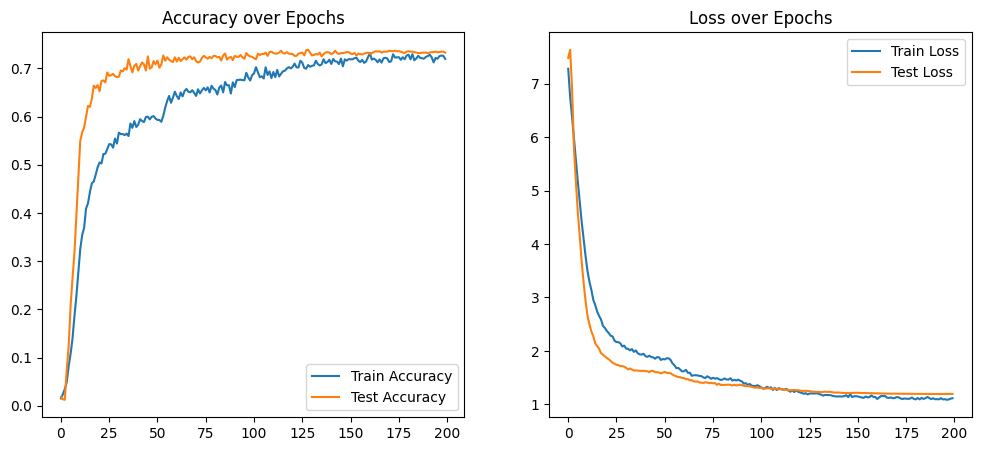 Accuracy over Epochs
0.7
0.6
0.5
0.4
0.3
0.2
0.1
0.0
Train Accuracy
Test Accuracy
0 25 50 75 100 125 150 175 200
Loss over Epochs
Train Loss
Test Loss
7
6
5
4
3
2
1
0 25 50 75 100 125 150 175 200